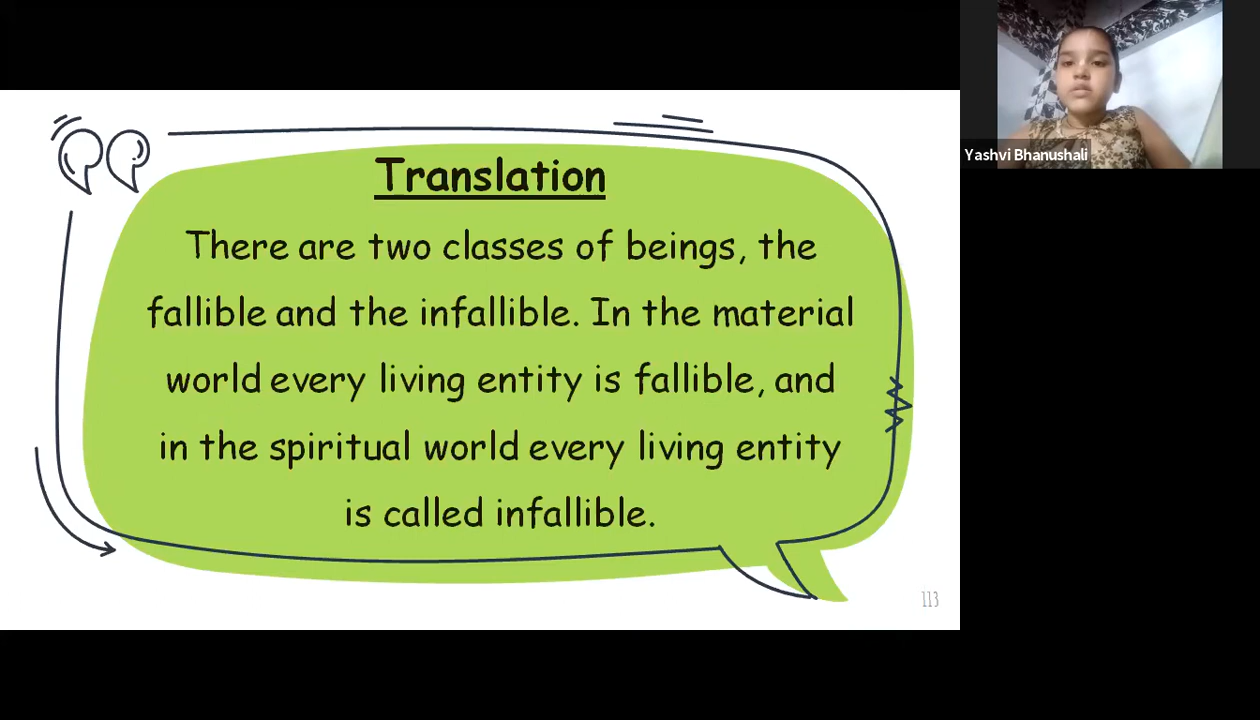 Translation
There are two classes of beings, the
fallible and the infallible. In the material
world every living entity is fallible, and
in the spiritual world every living entity
is called infallible.
113
Yashvi Bhanushali